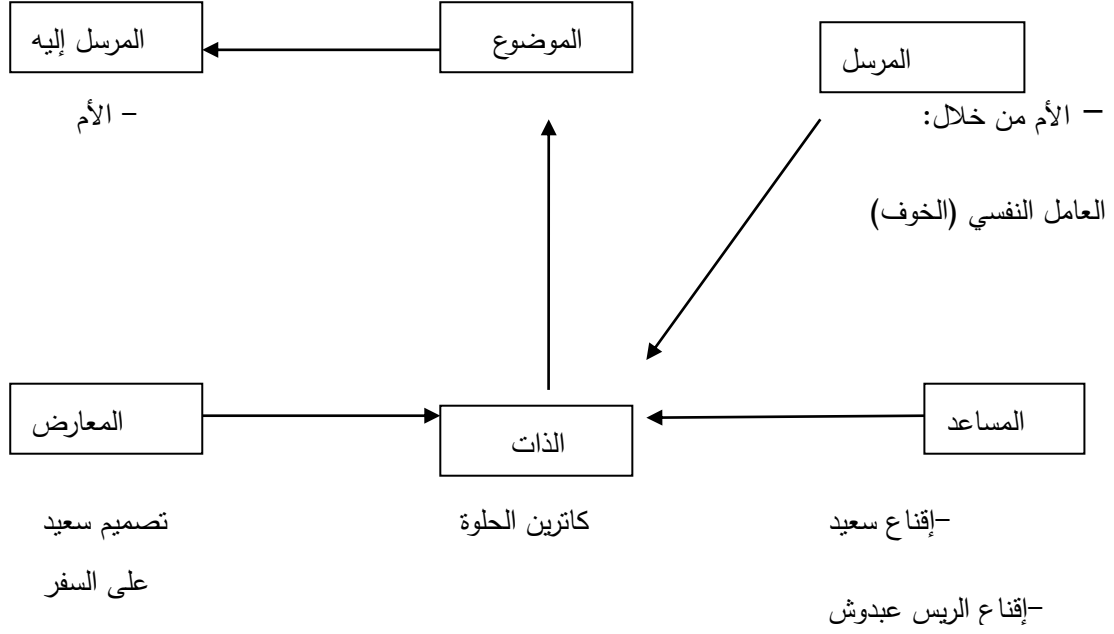 المرسل
الموضوع
المرسل إليه
– الأم من خلال:
– الأم
العامل النفسي (الخوف)
المساعد
الذات
المعارض
–إقناع سعيد
كاترين الحلوة
تصميم سعيد
على السفر
–إقناع الريس عبدوش